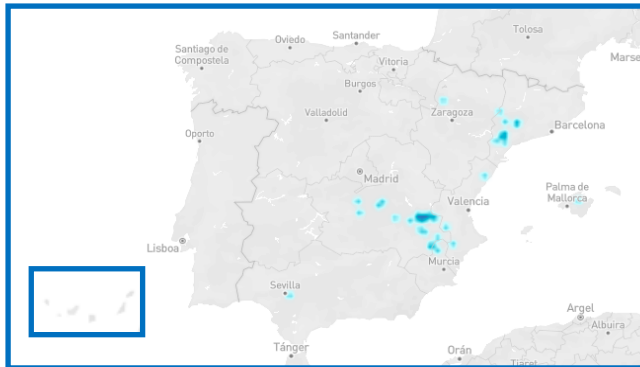 Tolosa
Santander
Oviedo
Santiago de
Compostela
Vitoria
Marse
Burgos
Valladolid
Zaragoza
Barcelona
Oporto
Madrid
Palma de
Mallorca
Valencia
Lisboa
Murcia
Sevilla
Argel
Albuira
Tánger
Orán
Tiaret